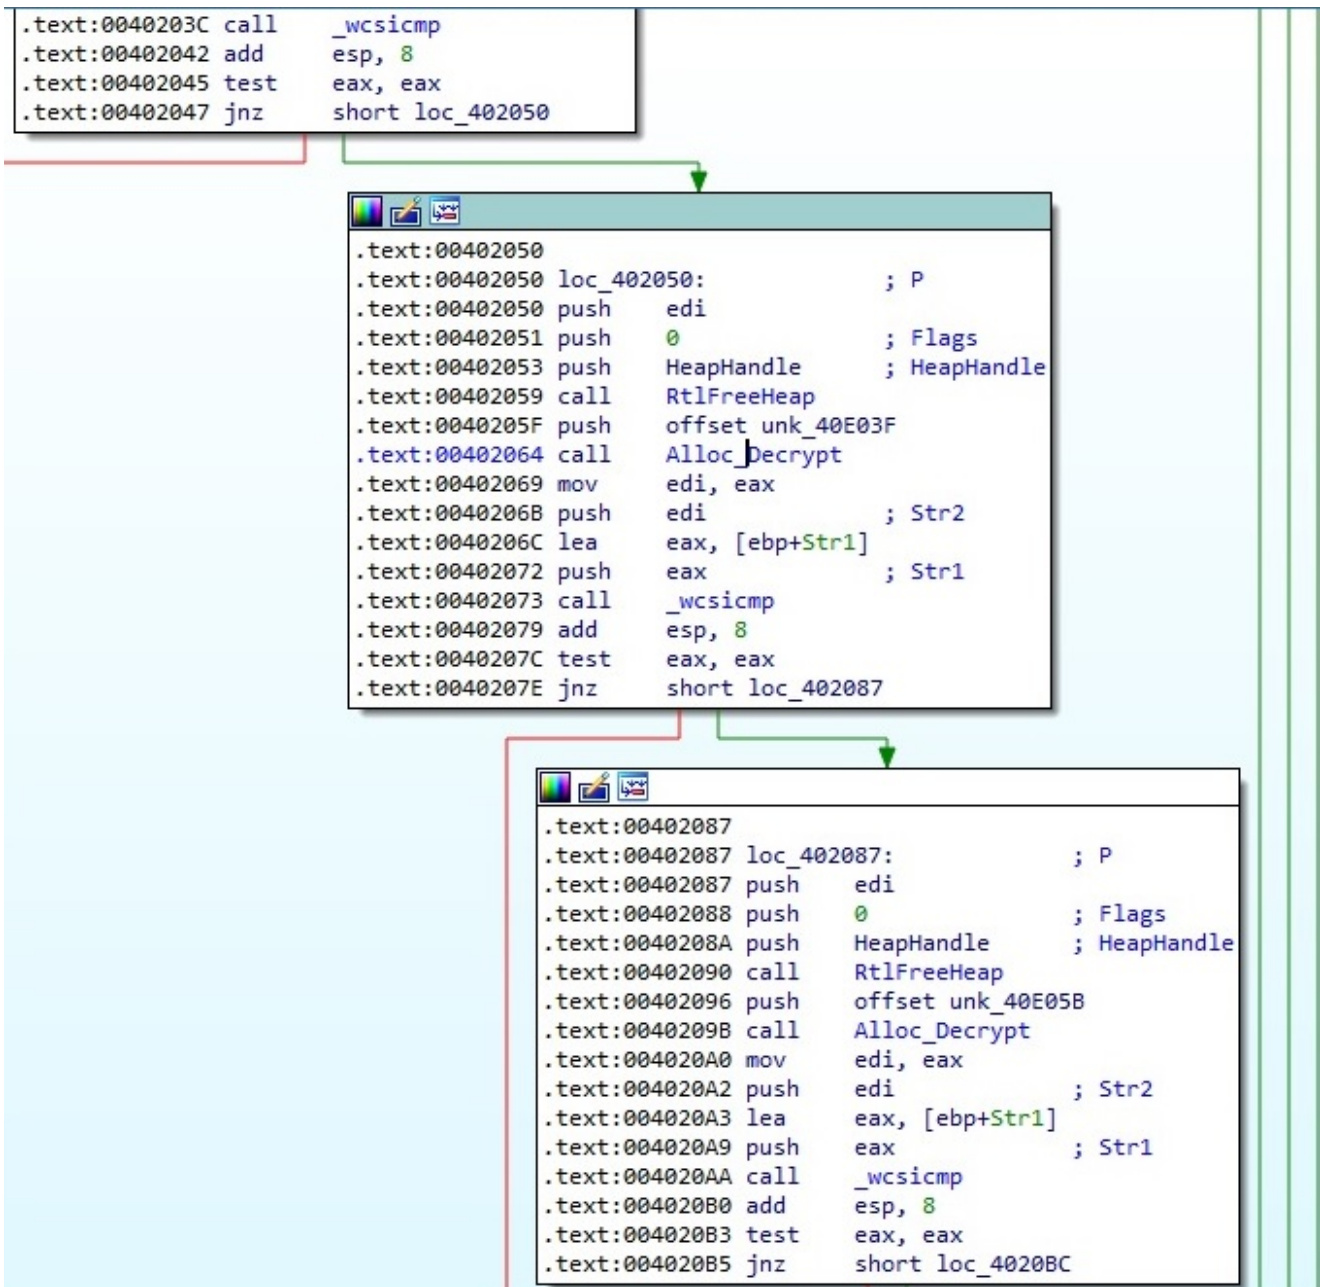 .text:0040203C call _wcsicmp
.text:00402042 add esp, 8
.text:00402045 test eax, eax
.text:00402047 jnz short loc_402050
.text:00402050
.text:00402050 loc_402050: ; P
.text:00402050 push edi
.text:00402051 push 0 ; Flags
.text:00402053 push HeapHandle ; HeapHandle
.text:00402059 call RtlFreeHeap
.text:0040205F push offset unk_40E03F
.text:00402064 call Alloc_Decrypt
.text:00402069 mov edi, eax
.text:0040206B push edi ; Str2
.text:0040206C lea eax, [ebp+Str1]
.text:00402072 push eax ; Str1
.text:00402073 call _wcsicmp
.text:00402079 add esp, 8
.text:0040207C test eax, eax
.text:0040207E jnz short loc_402087
.text:00402087
.text:00402087 loc_402087: ; P
.text:00402087 push edi
.text:00402088 push 0 ; Flags
.text:0040208A push HeapHandle ; HeapHandle
.text:00402090 call RtlFreeHeap
.text:00402096 push offset unk_40E05B
.text:0040209B call Alloc_Decrypt
.text:004020A0 mov edi, eax
.text:004020A2 push edi ; Str2
.text:004020A3 lea eax, [ebp+Str1]
.text:004020A9 push eax ; Str1
.text:004020AA call _wcsicmp
.text:004020B0 add esp, 8
.text:004020B3 test eax, eax
.text:004020B5 jnz short loc_4020BC